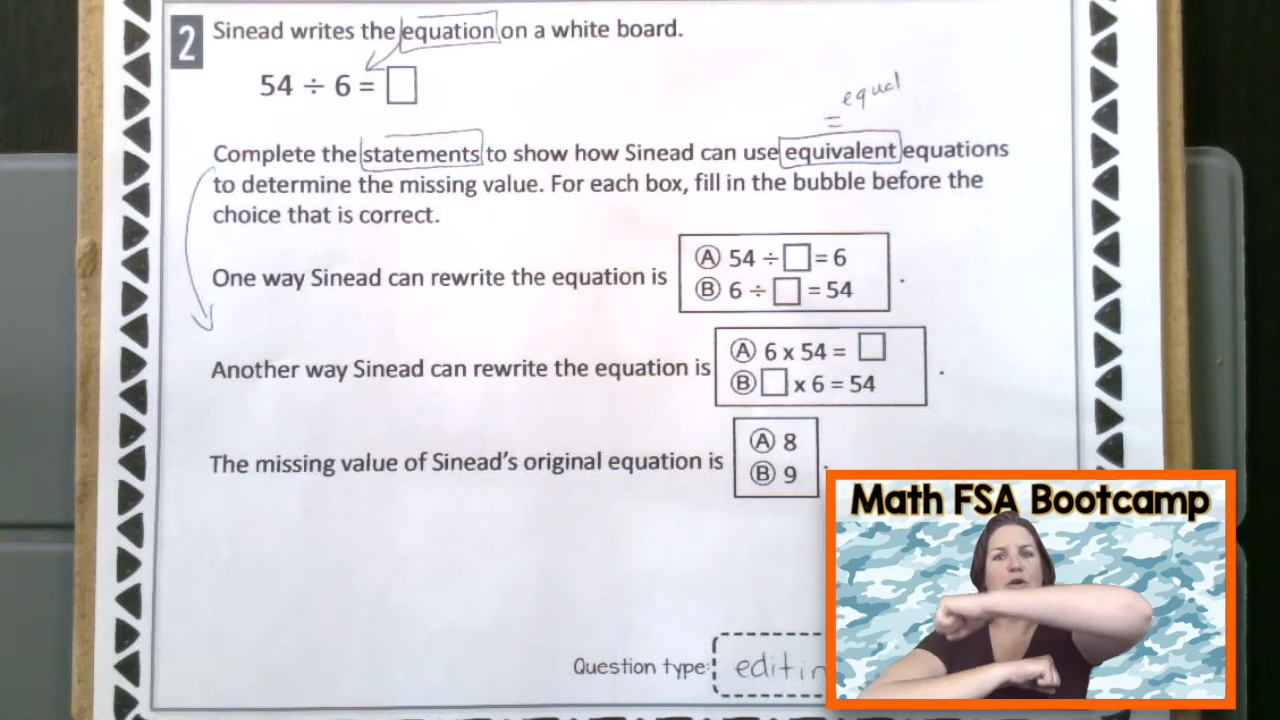 2 Sinead writes the equation on a white board.
54 ÷ 6 = □
= equal
Complete the statements to show how Sinead can use equivalent equations
to determine the missing value. For each box, fill in the bubble before the
choice that is correct.
One way Sinead can rewrite the equation is
Ⓐ 54 ÷ □ = 6
Ⓑ 6 ÷ □ = 54
.
Another way Sinead can rewrite the equation is
Ⓐ 6 x 54 = □
Ⓑ □ x 6 = 54
.
The missing value of Sinead's original equation is
Ⓐ 8
Ⓑ 9
.
Math FSA Bootcamp
Question type: